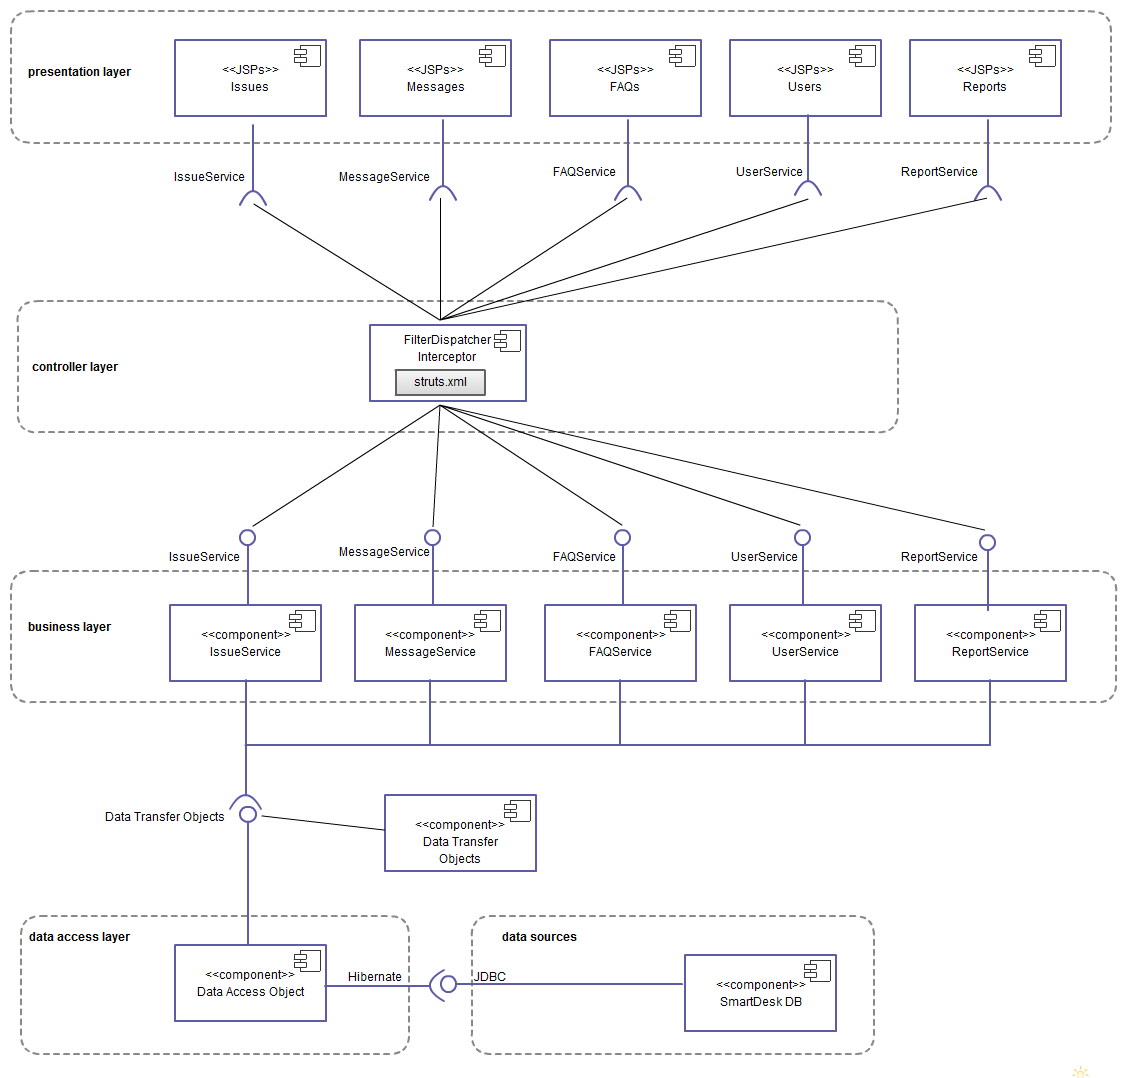 presentation layer
<<JSPs>>
Issues
<<JSPs>>
Messages
<<JSPs>>
FAQs
<<JSPs>>
Users
<<JSPs>>
Reports
IssueService
MessageService
FAQService
UserService
ReportService
controller layer
FilterDispatcher
Interceptor
struts.xml
IssueService
MessageService
FAQService
UserService
ReportService
business layer
<<component>>
IssueService
<<component>>
MessageService
<<component>>
FAQService
<<component>>
UserService
<<component>>
ReportService
Data Transfer Objects
<<component>>
Data Transfer
Objects
data access layer
<<component>>
Data Access Object
Hibernate
JDBC
data sources
<<component>>
SmartDesk DB